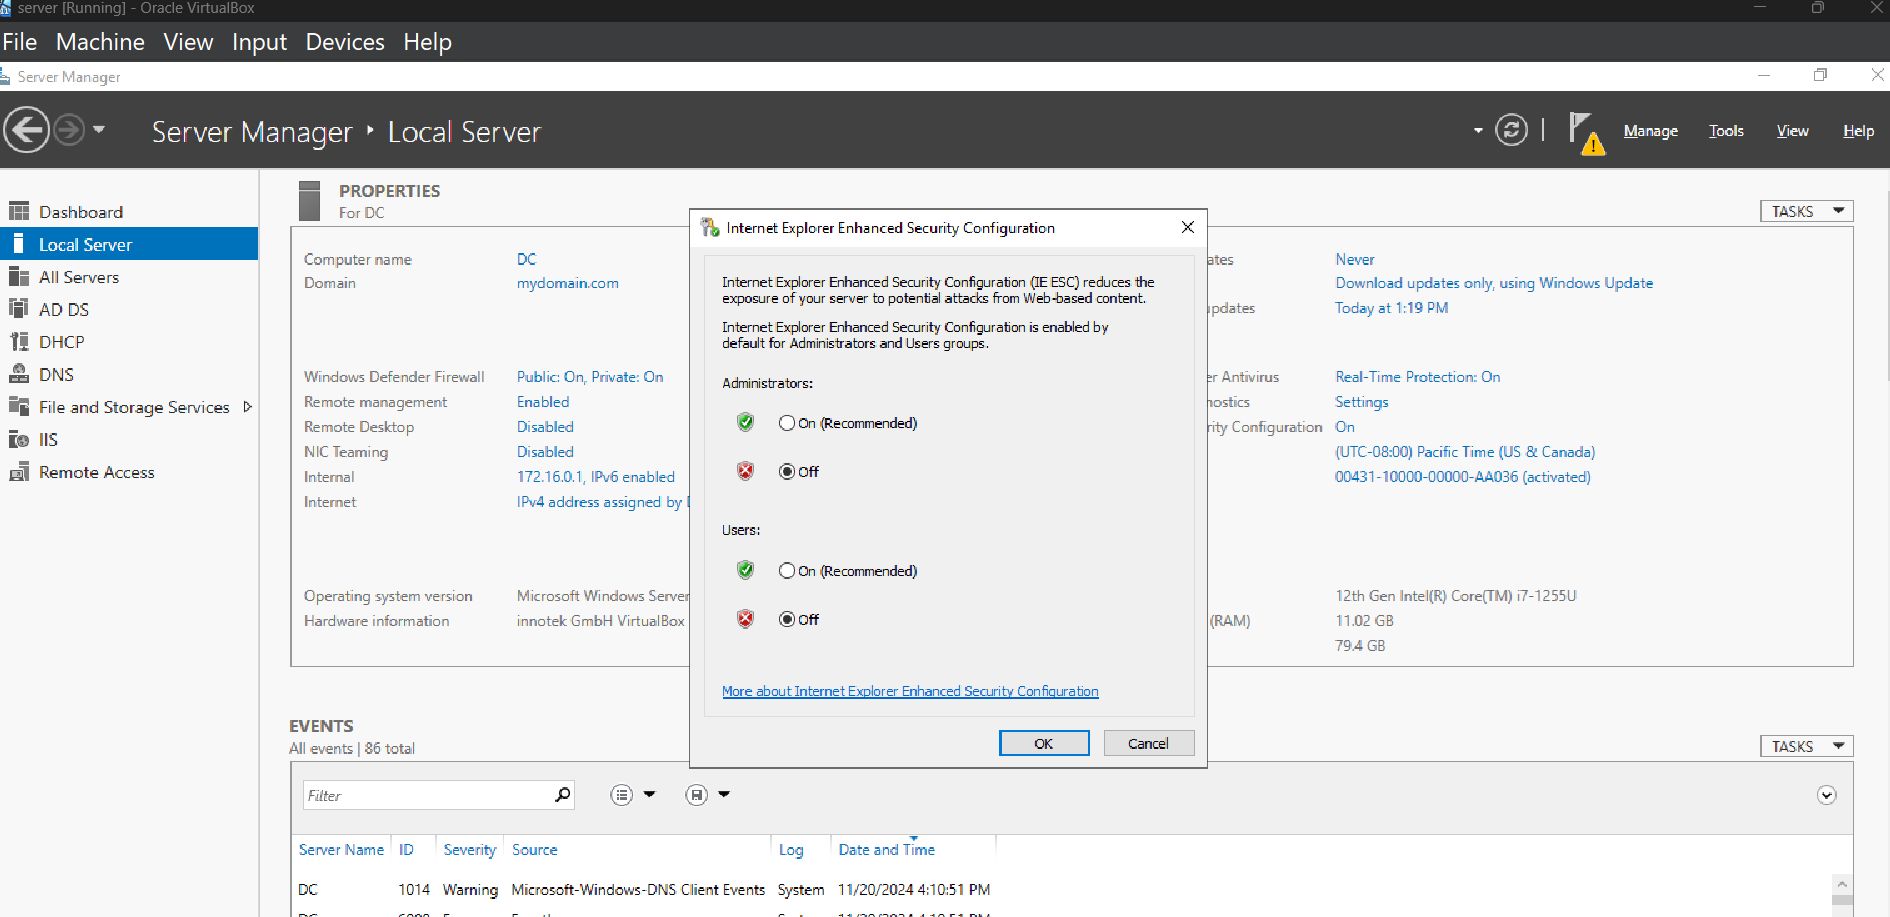 server [Running] - Oracle VirtualBox
File Machine View Input Devices Help
Server Manager
Server Manager ‣ Local Server
Manage Tools View Help
Dashboard
Local Server
All Servers
AD DS
DHCP
DNS
File and Storage Services
IIS
Remote Access
PROPERTIES
For DC
TASKS
Computer name DC
Domain mydomain.com
Windows Defender Firewall Public: On, Private: On
Remote management Enabled
Remote Desktop Disabled
NIC Teaming Disabled
Internal 172.16.0.1, IPv6 enabled
Internet IPv4 address assigned by
Operating system version Microsoft Windows Server
Hardware information innotek GmbH VirtualBox
Internet Explorer Enhanced Security Configuration
Internet Explorer Enhanced Security Configuration (IE ESC) reduces the
exposure of your server to potential attacks from Web-based content.
Internet Explorer Enhanced Security Configuration is enabled by
default for Administrators and Users groups.
Administrators:
On (Recommended)
Off
Users:
On (Recommended)
Off
More about Internet Explorer Enhanced Security Configuration
OK Cancel
ates Never
Download updates only, using Windows Update
updates Today at 1:19 PM
er Antivirus Real-Time Protection: On
nostics Settings
rity Configuration On
(UTC-08:00) Pacific Time (US & Canada)
00431-10000-00000-AA036 (activated)
12th Gen Intel(R) Core(TM) i7-1255U
(RAM) 11.02 GB
79.4 GB
EVENTS
All events | 86 total
TASKS
Filter
Server Name ID Severity Source Log Date and Time
DC 1014 Warning Microsoft-Windows-DNS Client Events System 11/20/2024 4:10:51 PM